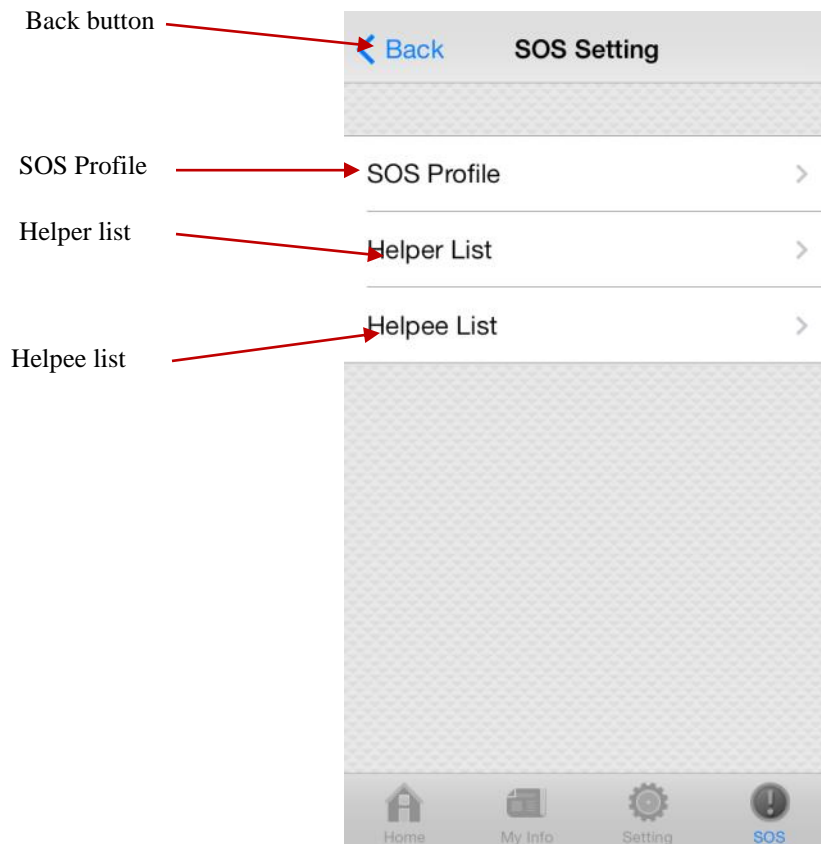 Back button
Back SOS Setting
SOS Profile
SOS Profile
Helper list
Helper List
Helpee List
Helpee list
Home My Info Setting SOS